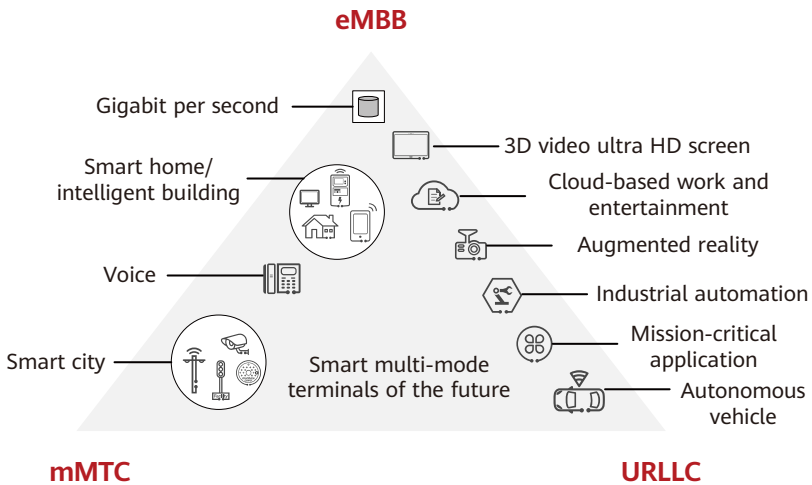 eMBB
Gigabit per second
3D video ultra HD screen
Smart home/
intelligent building
Cloud-based work and
entertainment
Augmented reality
Voice
Industrial automation
Mission-critical
application
Smart city
Smart multi-mode
terminals of the future
Autonomous
vehicle
mMTC
URLLC